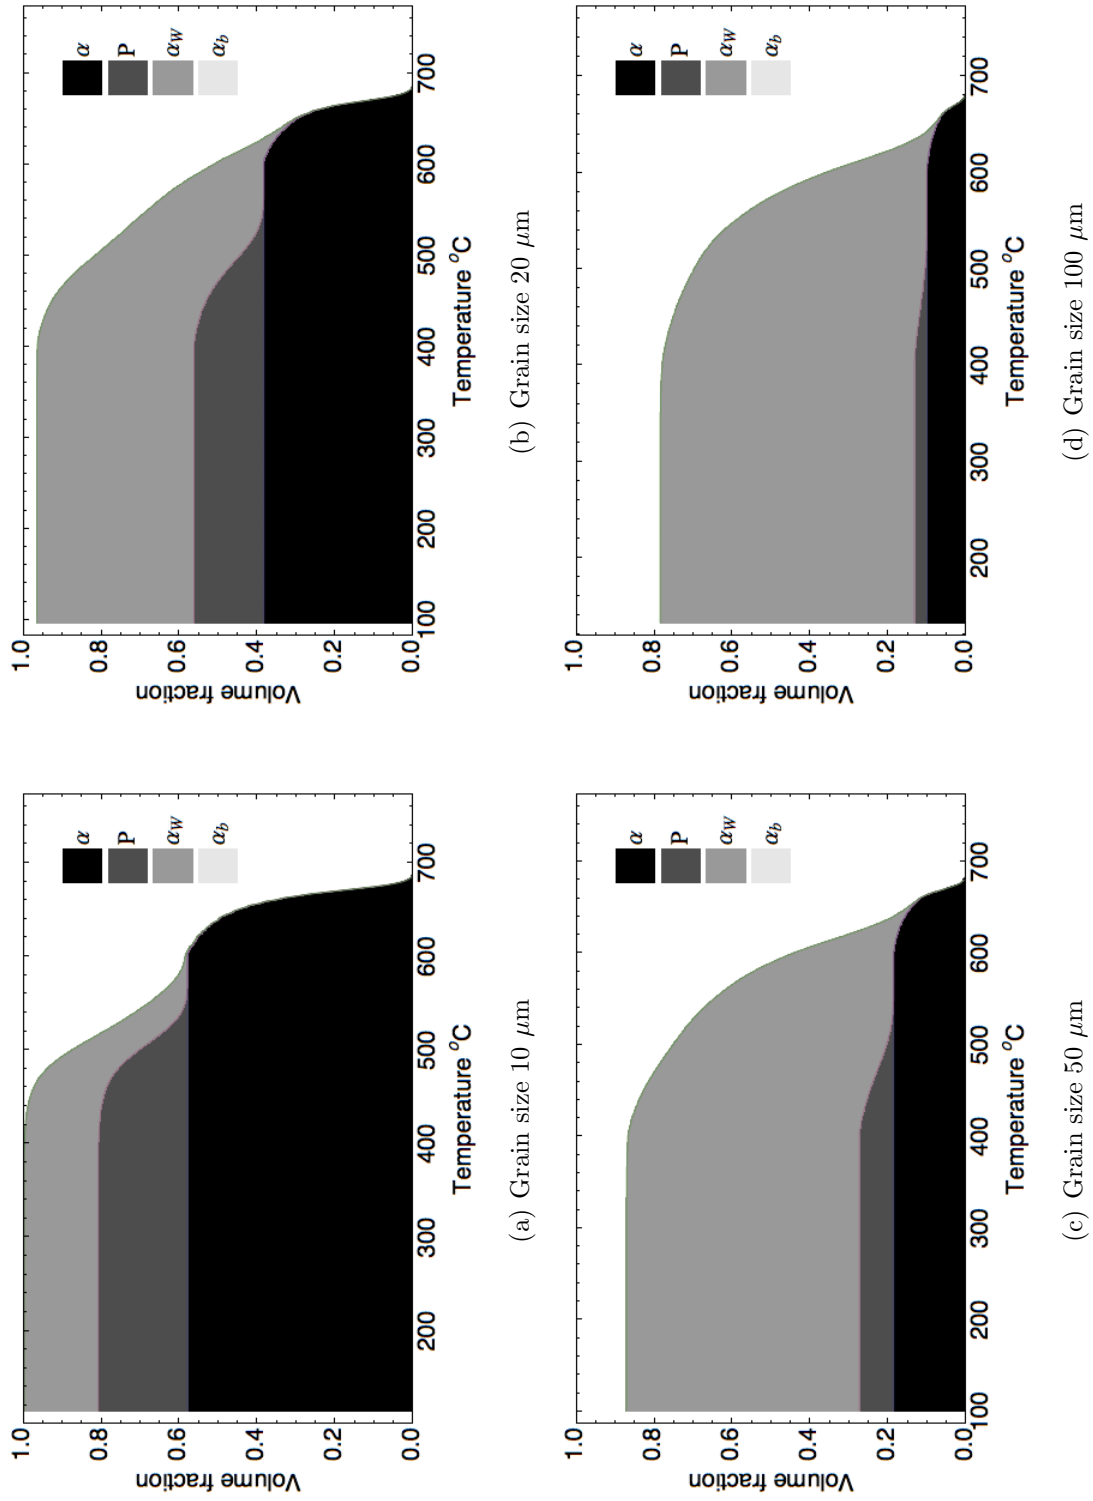 1.0
0.8
0.6
0.4
0.2
0.0
Volume fraction
200
300
400
500
600
700
Temperature °C
α
P
αW
αb
(a) Grain size 10 μm
1.0
0.8
0.6
0.4
0.2
0.0
Volume fraction
100
200
300
400
500
600
700
Temperature °C
α
P
αW
αb
(b) Grain size 20 μm
1.0
0.8
0.6
0.4
0.2
0.0
Volume fraction
100
200
300
400
500
600
700
Temperature °C
α
P
αW
αb
(c) Grain size 50 μm
1.0
0.8
0.6
0.4
0.2
0.0
Volume fraction
200
300
400
500
600
700
Temperature °C
α
P
αW
αb
(d) Grain size 100 μm